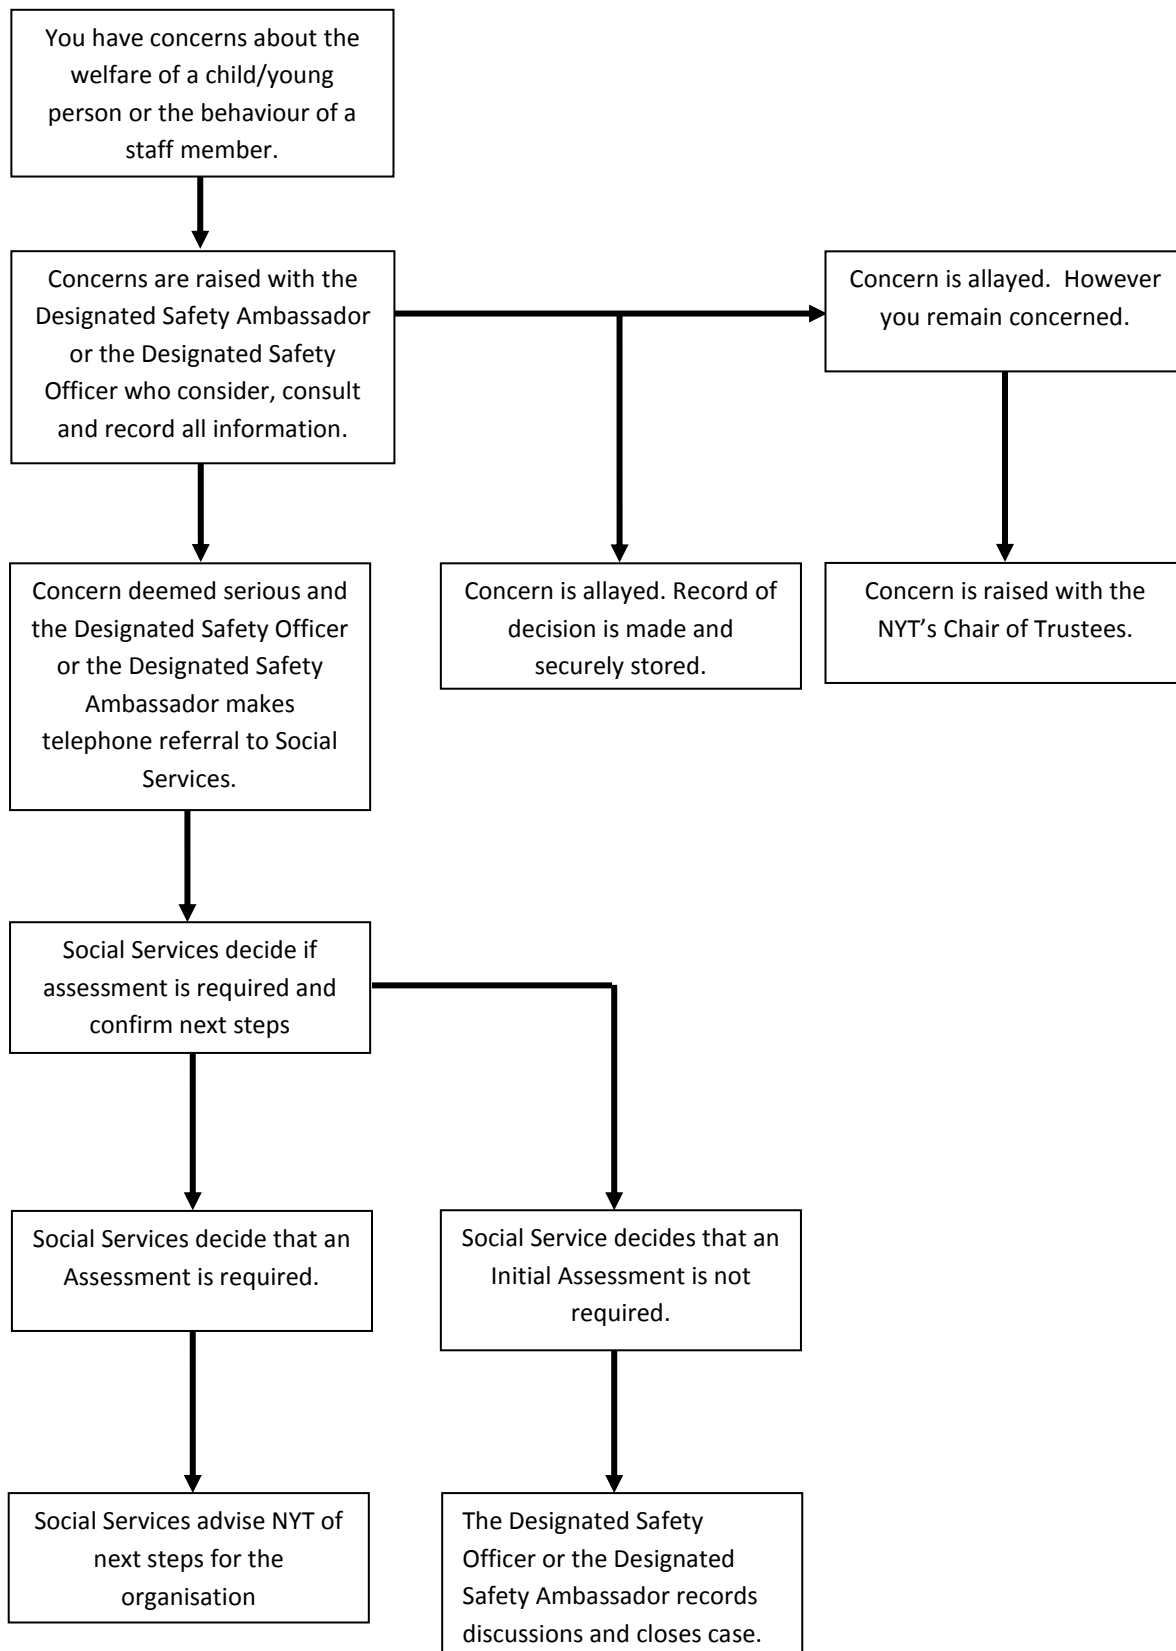 You have concerns about the
welfare of a child/young
person or the behaviour of a
staff member.
Concerns are raised with the
Designated Safety Ambassador
or the Designated Safety
Officer who consider, consult
and record all information.
Concern is allayed.  However
you remain concerned.
Concern deemed serious and
the Designated Safety Officer
or the Designated Safety
Ambassador makes
telephone referral to Social
Services.
Concern is allayed. Record of
decision is made and
securely stored.
Concern is raised with the
NYT’s Chair of Trustees.
Social Services decide if
assessment is required and
confirm next steps
Social Services decide that an
Assessment is required.
Social Service decides that an
Initial Assessment is not
required.
Social Services advise NYT of
next steps for the
organisation
The Designated Safety
Officer or the Designated
Safety Ambassador records
discussions and closes case.